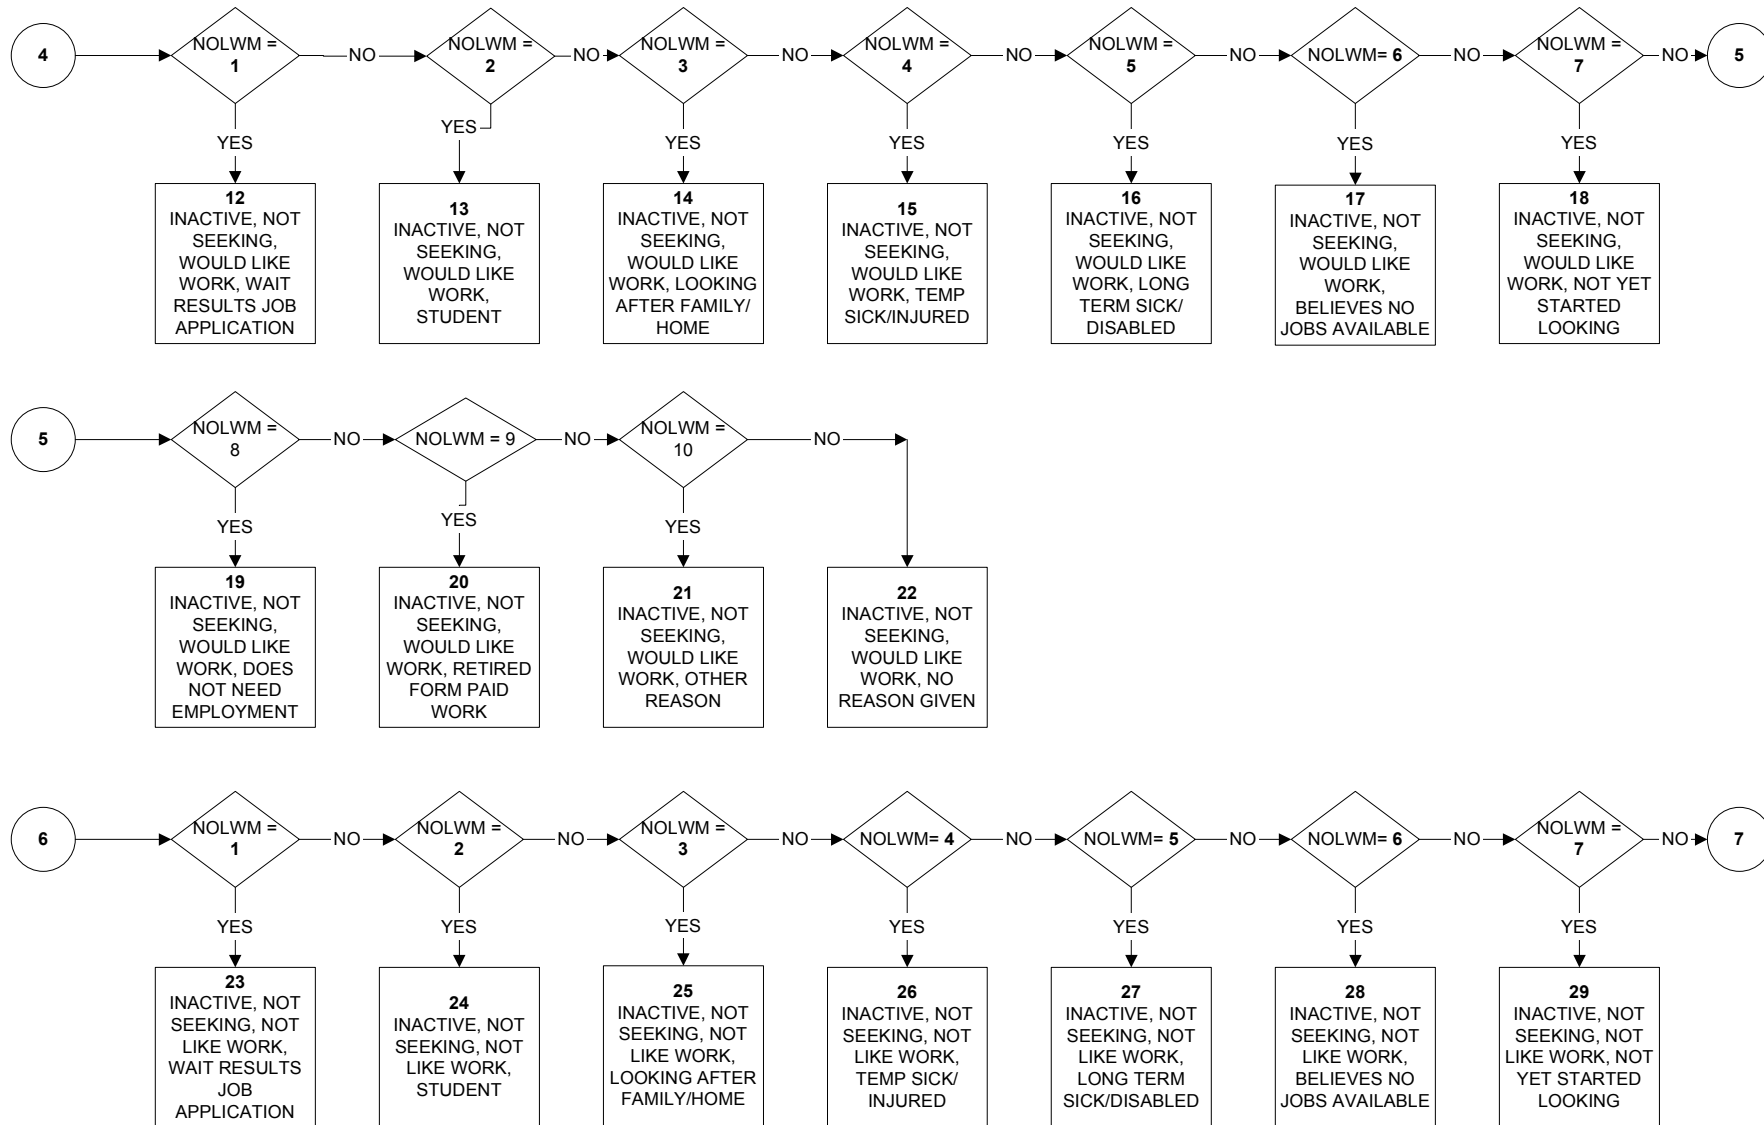 4
NOLWM =
1
NO
NOLWM =
2
NO
NOLWM =
3
NO
NOLWM =
4
NO
NOLWM =
5
NO
NOLWM= 6
NO
NOLWM =
7
NO
5
YES
YES
YES
YES
YES
YES
YES
12
INACTIVE, NOT
SEEKING,
WOULD LIKE
WORK, WAIT
RESULTS JOB
APPLICATION
13
INACTIVE, NOT
SEEKING,
WOULD LIKE
WORK,
STUDENT
14
INACTIVE, NOT
SEEKING,
WOULD LIKE
WORK, LOOKING
AFTER FAMILY/
HOME
15
INACTIVE, NOT
SEEKING,
WOULD LIKE
WORK, TEMP
SICK/INJURED
16
INACTIVE, NOT
SEEKING,
WOULD LIKE
WORK, LONG
TERM SICK/
DISABLED
17
INACTIVE, NOT
SEEKING,
WOULD LIKE
WORK,
BELIEVES NO
JOBS AVAILABLE
18
INACTIVE, NOT
SEEKING,
WOULD LIKE
WORK, NOT YET
STARTED
LOOKING
5
NOLWM =
8
NO
NOLWM = 9
NO
NOLWM =
10
NO
YES
YES
YES
19
INACTIVE, NOT
SEEKING,
WOULD LIKE
WORK, DOES
NOT NEED
EMPLOYMENT
20
INACTIVE, NOT
SEEKING,
WOULD LIKE
WORK, RETIRED
FORM PAID
WORK
21
INACTIVE, NOT
SEEKING,
WOULD LIKE
WORK, OTHER
REASON
22
INACTIVE, NOT
SEEKING,
WOULD LIKE
WORK, NO
REASON GIVEN
6
NOLWM =
1
NO
NOLWM =
2
NO
NOLWM =
3
NO
NOLWM= 4
NO
NOLWM= 5
NO
NOLWM= 6
NO
NOLWM =
7
NO
7
YES
YES
YES
YES
YES
YES
YES
23
INACTIVE, NOT
SEEKING, NOT
LIKE WORK,
WAIT RESULTS
JOB
APPLICATION
24
INACTIVE, NOT
SEEKING, NOT
LIKE WORK,
STUDENT
25
INACTIVE, NOT
SEEKING, NOT
LIKE WORK,
LOOKING AFTER
FAMILY/HOME
26
INACTIVE, NOT
SEEKING, NOT
LIKE WORK,
TEMP SICK/
INJURED
27
INACTIVE, NOT
SEEKING, NOT
LIKE WORK,
LONG TERM
SICK/DISABLED
28
INACTIVE, NOT
SEEKING, NOT
LIKE WORK,
BELIEVES NO
JOBS AVAILABLE
29
INACTIVE, NOT
SEEKING, NOT
LIKE WORK, NOT
YET STARTED
LOOKING